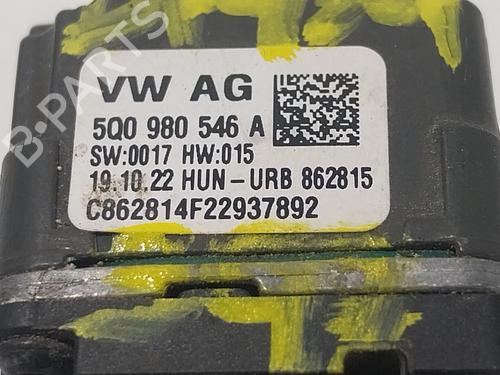 VW AG
5Q0 980 546 A
SW:0017 HW:015
19.10.22 HUN-URB 862815
C862814F22937892
B-PARTS